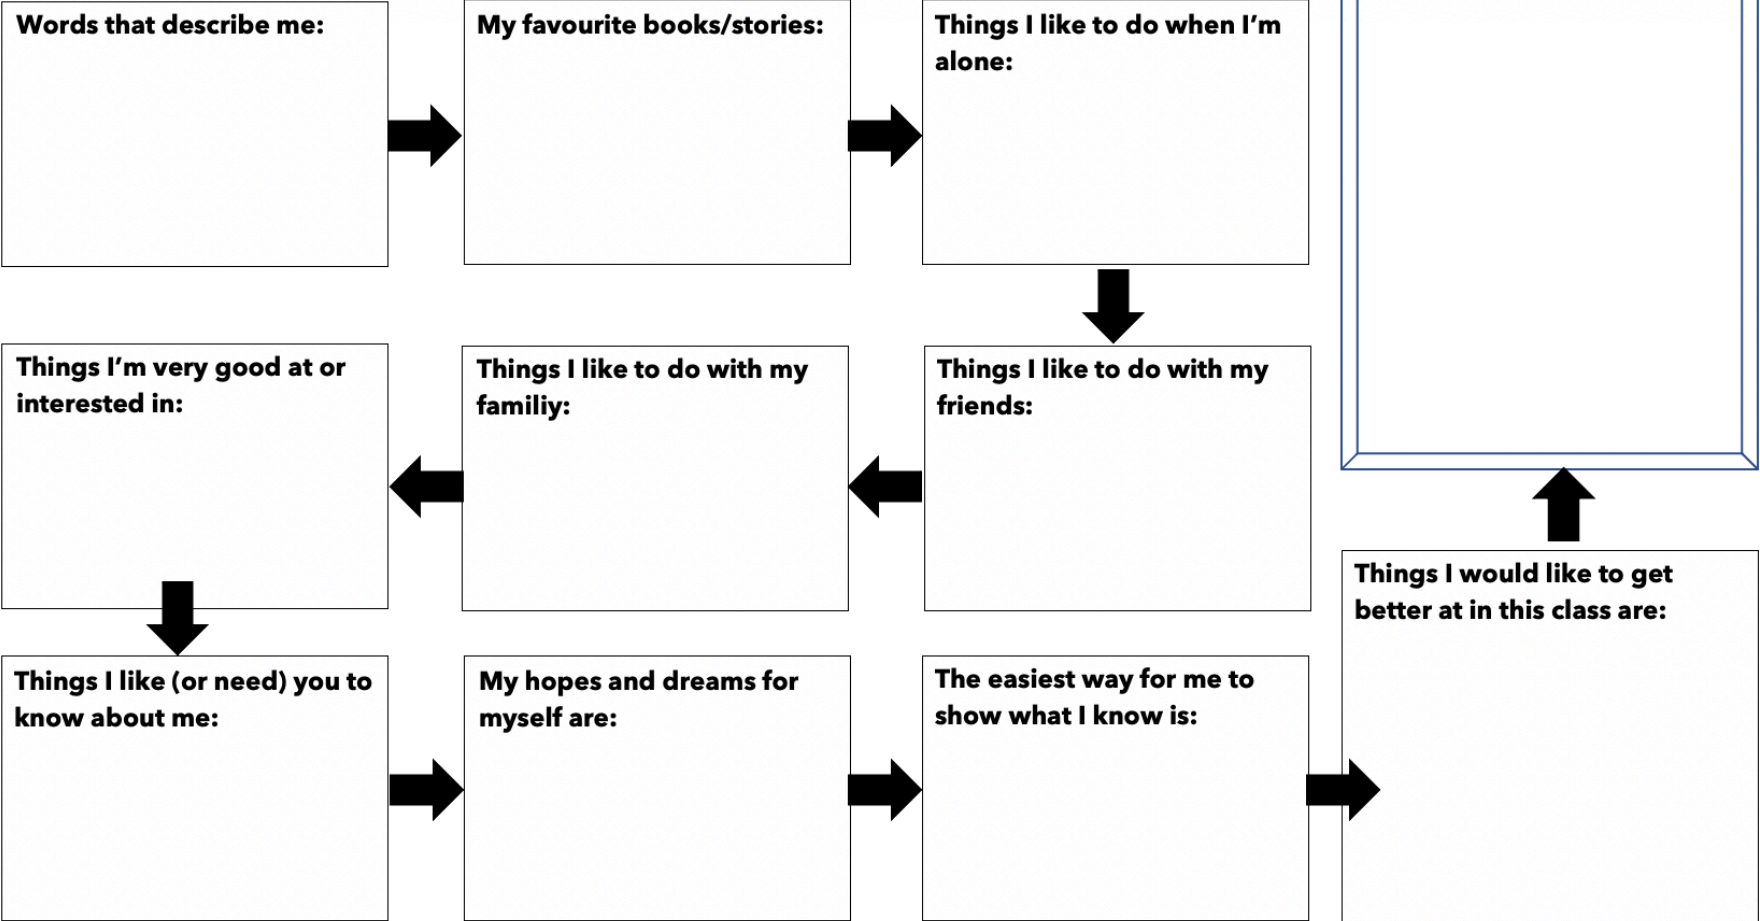 Words that describe me:
My favourite books/stories:
Things I like to do when I’m
alone:
Things I like to do with my
friends:
Things I like to do with my
familiy:
Things I’m very good at or
interested in:
Things I like (or need) you to
know about me:
My hopes and dreams for
myself are:
The easiest way for me to
show what I know is:
Things I would like to get
better at in this class are: